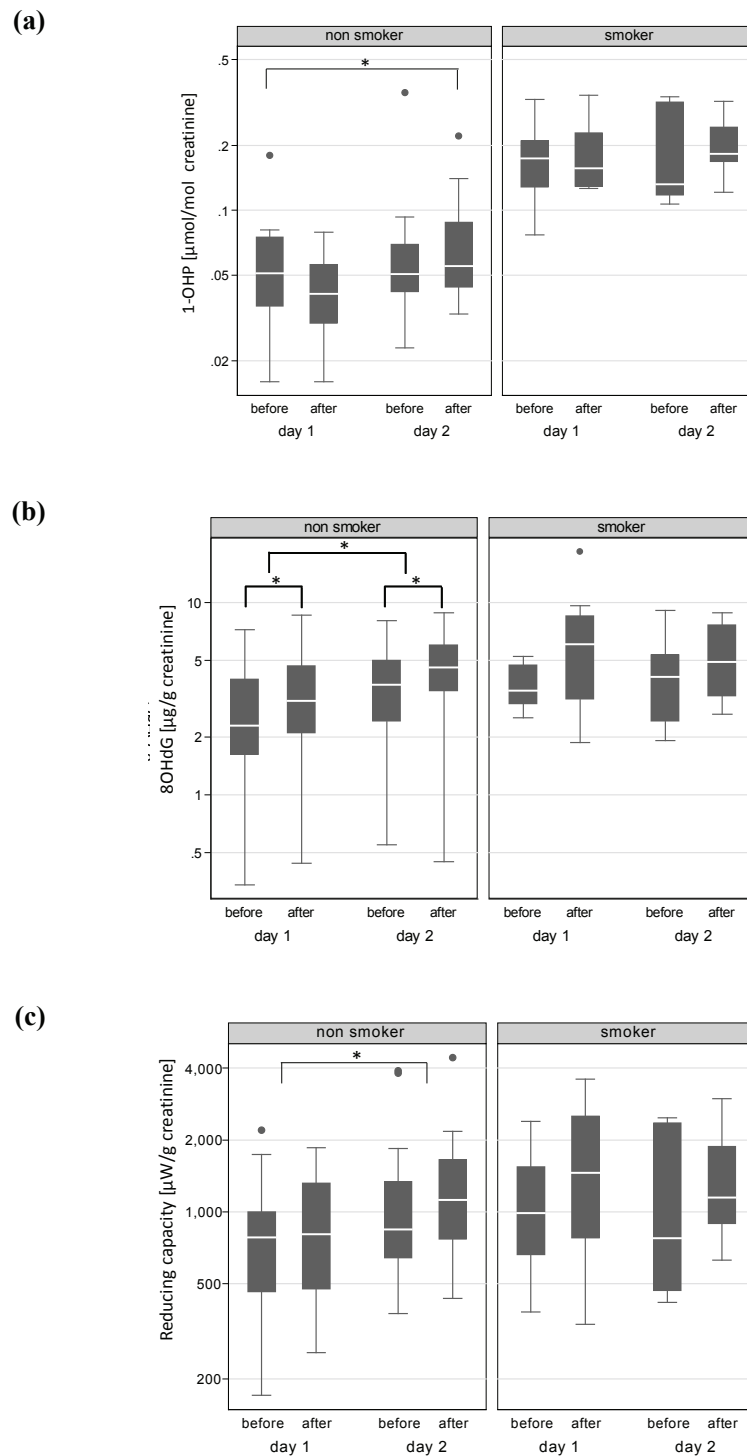 (a)
non smoker smoker
*
.5
.2
.1
.05
.02
1-OHP [µmol/mol creatinine]
before after before after before after before after
day 1 day 2 day 1 day 2
(b)
non smoker smoker
*
* *
10
5
2
1
.5
8OHdG [µg/g creatinine]
before after before after before after before after
day 1 day 2 day 1 day 2
(c)
non smoker smoker
*
4,000
2,000
1,000
500
200
Reducing capacity [µW/g creatinine]
before after before after before after before after
day 1 day 2 day 1 day 2